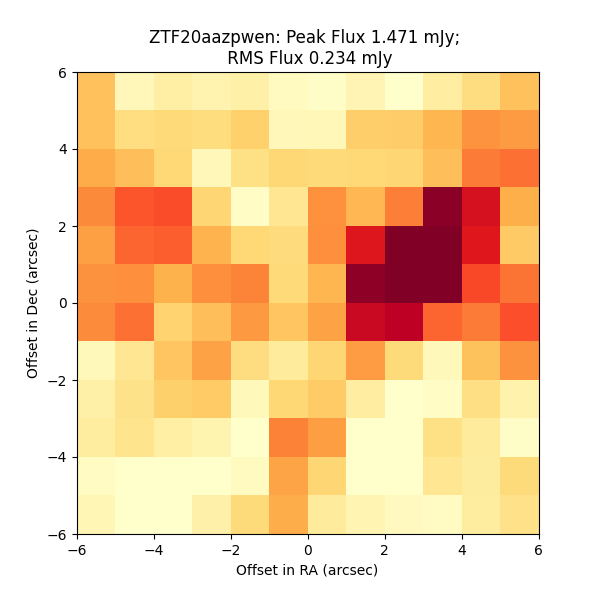 ZTF20aazpwen: Peak Flux 1.471 mJy;
RMS Flux 0.234 mJy
6
4
2
0
−2
−4
−6
Offset in Dec (arcsec)
−6 −4 −2 0 2 4 6
Offset in RA (arcsec)